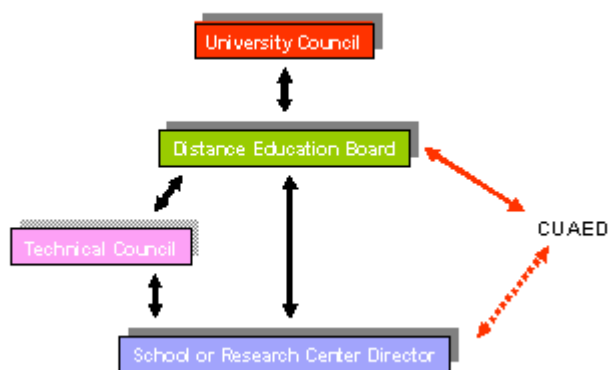 University Council
Distance Education Board
CUAED
Technical Council
School or Research Center Director